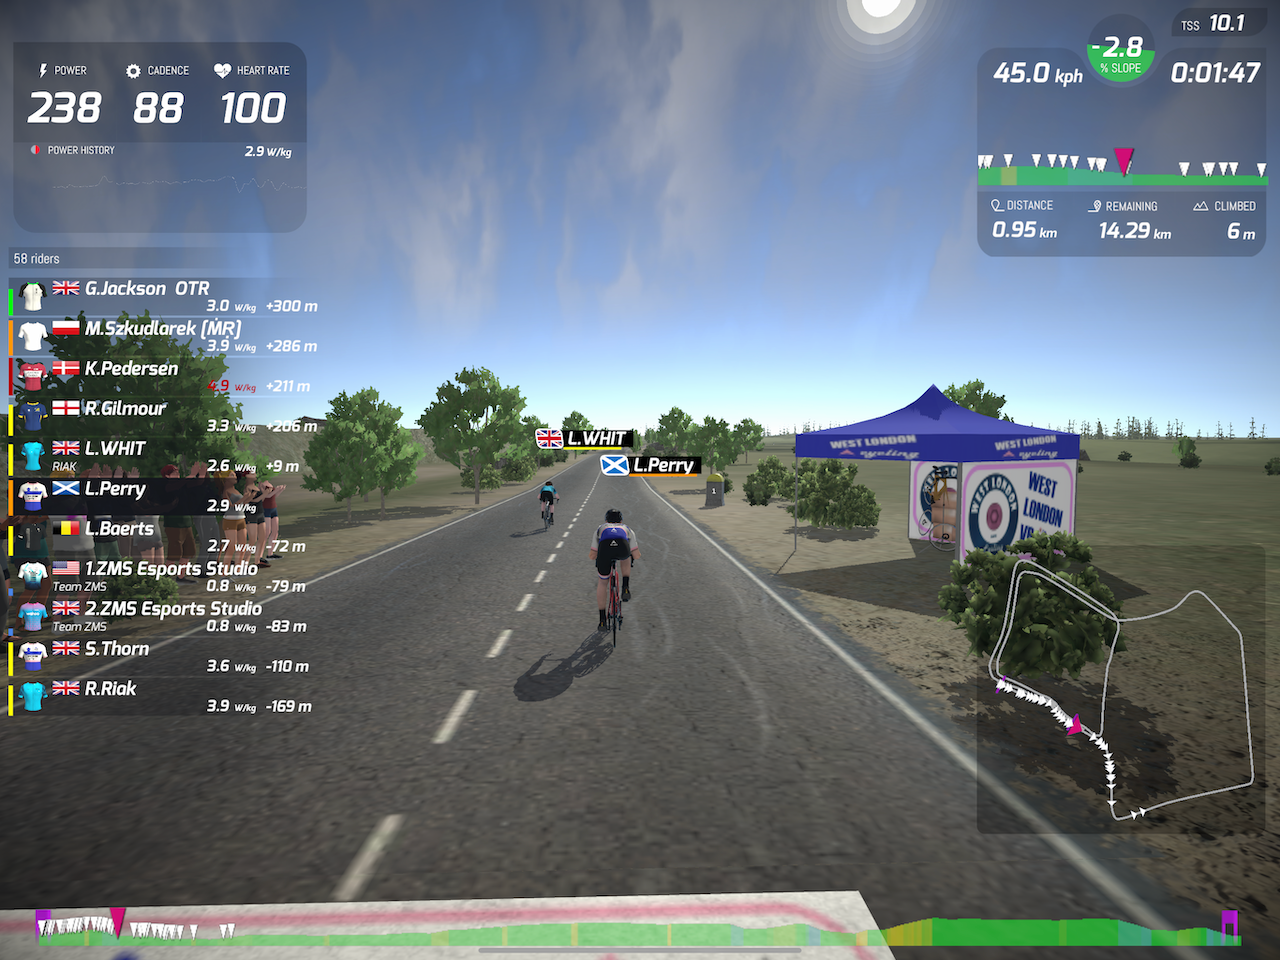 POWER CADENCE HEART RATE
238 88 100
POWER HISTORY 2.9 W/kg
TSS 10.1
-2.8
% SLOPE
45.0 kph 0:01:47
DISTANCE REMAINING CLIMBED
0.95 km 14.29 km 6 m
58 riders
G.Jackson OTR
3.0 W/kg +300 m
M.Szkudlarek [MR]
3.9 W/kg +286 m
K.Pedersen
4.9 W/kg +211 m
R.Gilmour
3.3 W/kg +206 m
L.WHIT
RIAK 2.6 W/kg +9 m
L.Perry
2.9 W/kg
L.Baerts
2.7 W/kg -72 m
1.ZMS Esports Studio
Team ZMS 0.8 W/kg -79 m
2.ZMS Esports Studio
Team ZMS 0.8 W/kg -83 m
S.Thorn
3.6 W/kg -110 m
R.Riak
3.9 W/kg -169 m
L.WHIT
L.Perry
1
WEST LONDON
cycling
WEST LONDON
cycling
WEST LONDON
WEST
LONDON